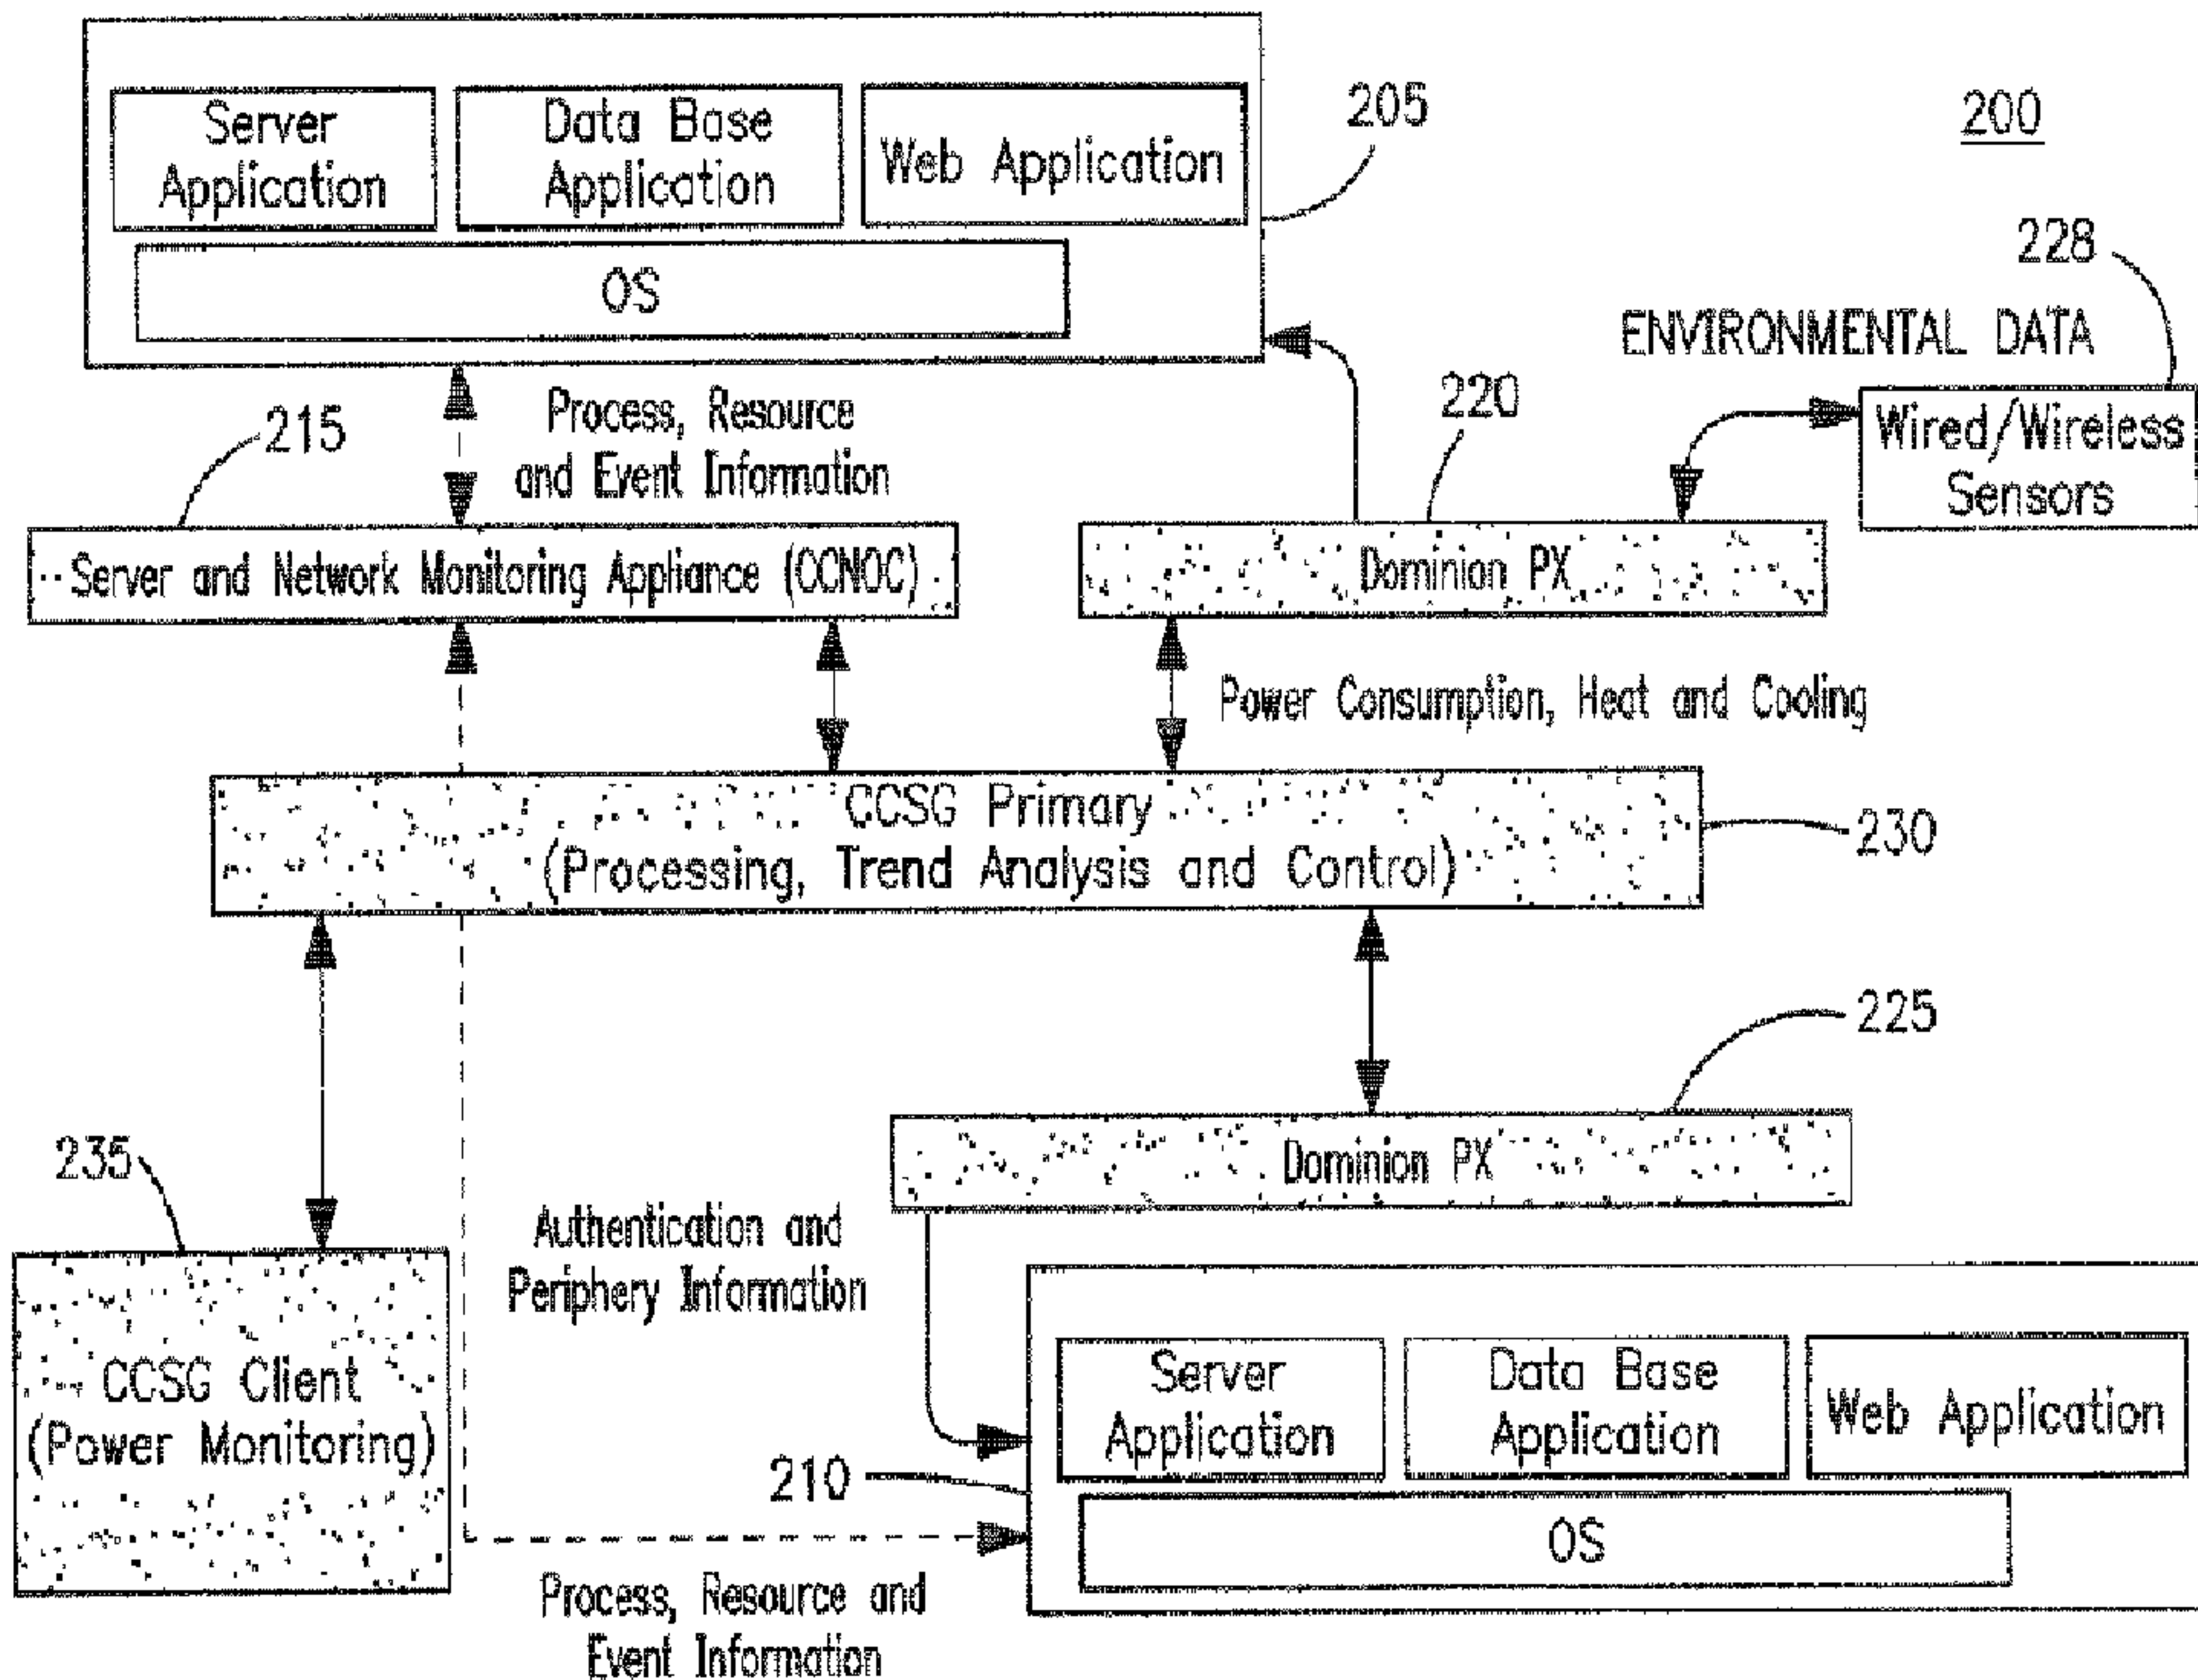 200
205
Server
Application
Data Base
Application
Web Application
OS
228
ENVIRONMENTAL DATA
Wired/Wireless
Sensors
215
Process, Resource
and Event Information
220
Server and Network Monitoring Appliance (CCNOC)
Dominion PX
Power Consumption, Heat and Cooling
CCSG Primary
(Processing, Trend Analysis and Control)
230
225
Dominion PX
235
Authentication and
Periphery Information
CCSG Client
(Power Monitoring)
210
Server
Application
Data Base
Application
Web Application
OS
Process, Resource and
Event Information